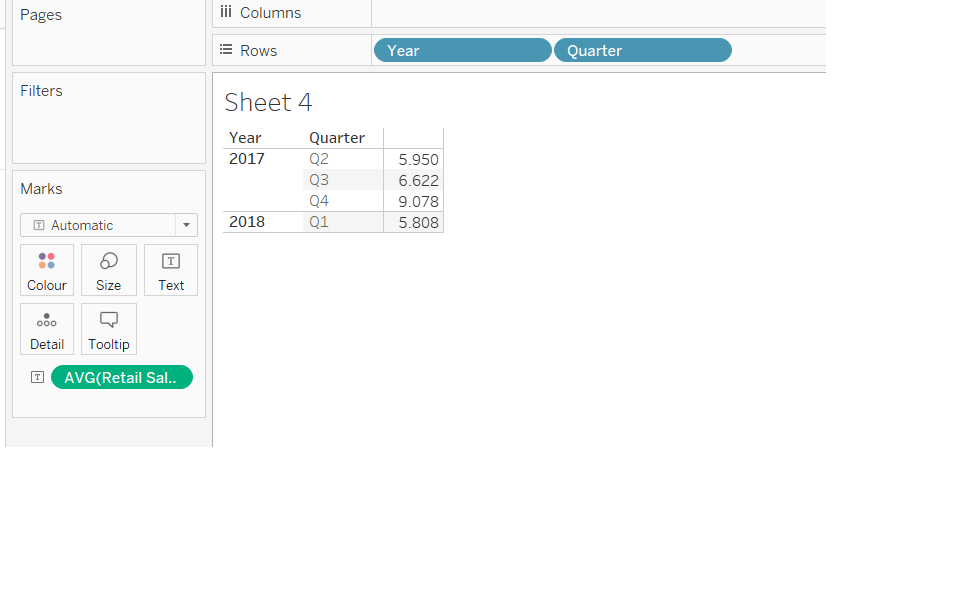 Pages
Columns
Rows Year Quarter
Filters
Sheet 4
Year Quarter
2017 Q2 5.950
Q3 6.622
Q4 9.078
2018 Q1 5.808
Marks
T Automatic
Colour Size T Text
Detail Tooltip
T AVG(Retail Sal..